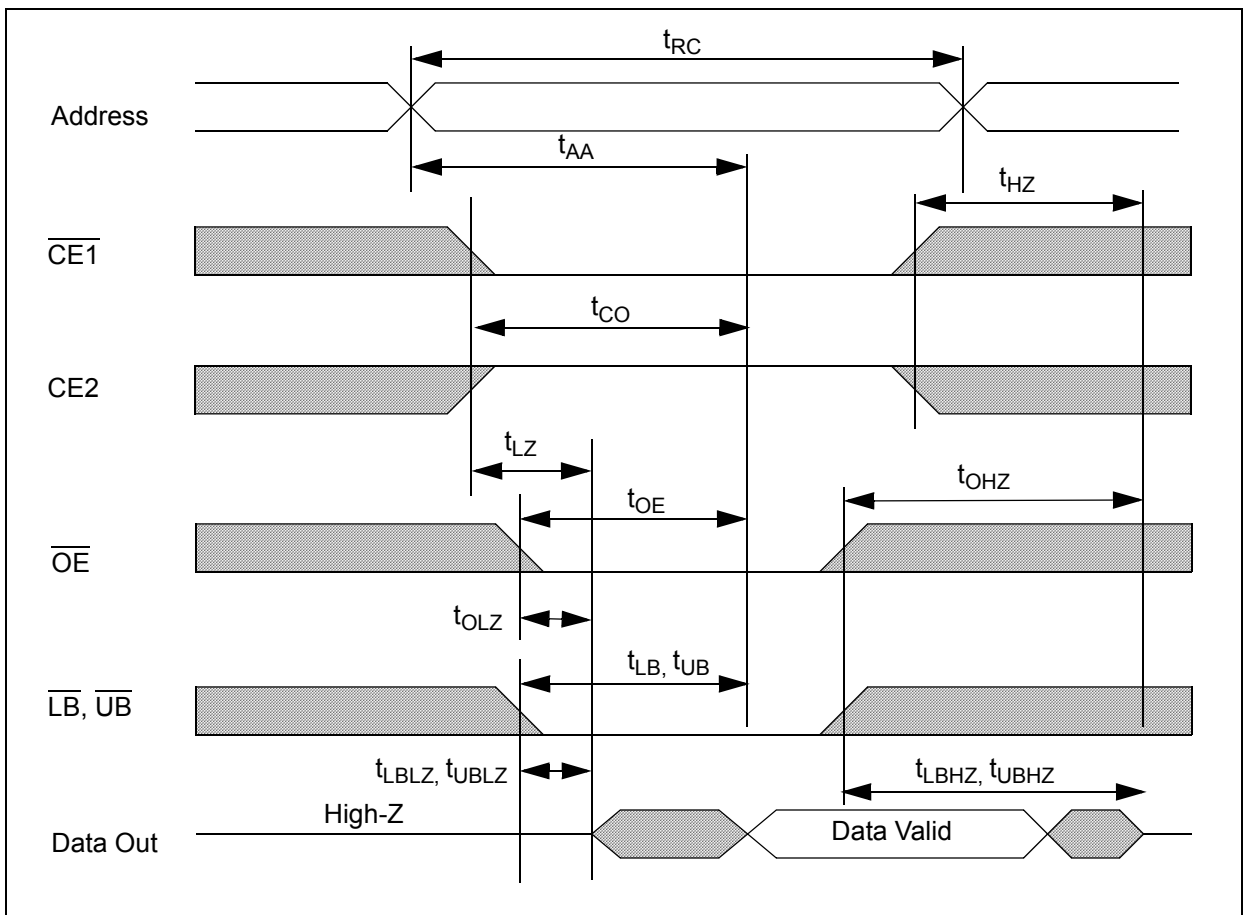 tRC
Address
tAA
tHZ
CE1
tCO
CE2
tLZ
tOHZ
tOE
OE
tOLZ
tLB, tUB
LB, UB
tLBLZ, tUBLZ
tLBHZ, tUBHZ
High-Z
Data Valid
Data Out